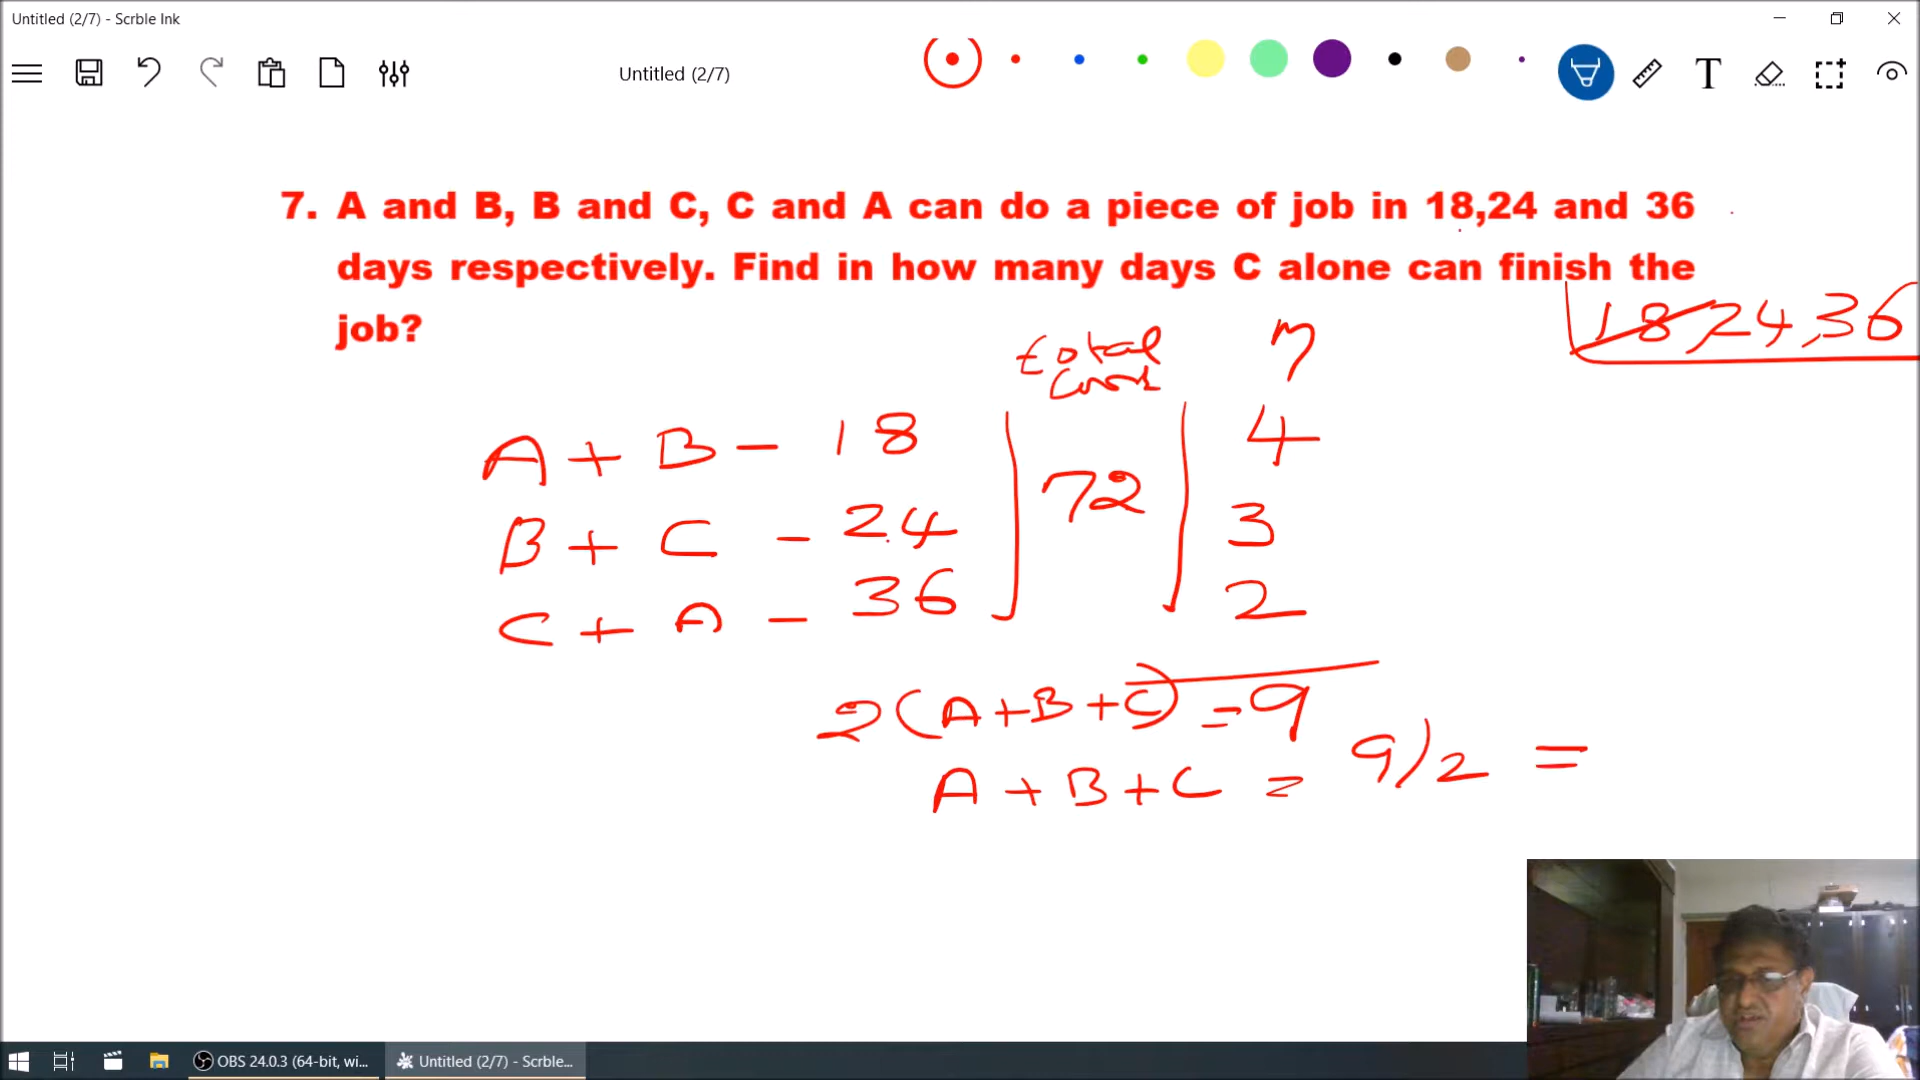 Untitled (2/7) - Scrble Ink
Untitled (2/7)
T
7. A and B, B and C, C and A can do a piece of job in 18,24 and 36
days respectively. Find in how many days C alone can finish the
job?
18,24,36
total
work
η
A + B - 18
4
72
B + C - 24
3
C + A - 36
2
2(A+B+C) = 9
A + B + C = 9/2 =
OBS 24.0.3 (64-bit, wi...
Untitled (2/7) - Scrble...